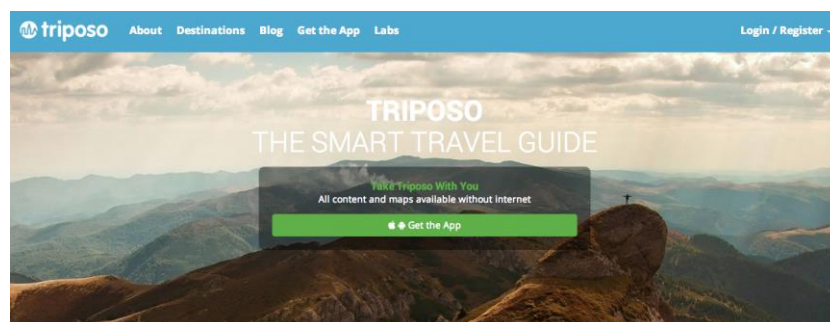 triposo About Destinations Blog Get the App Labs Login / Register
TRIPOSO
THE SMART TRAVEL GUIDE
Take Triposo With You
All content and maps available without internet
Get the App